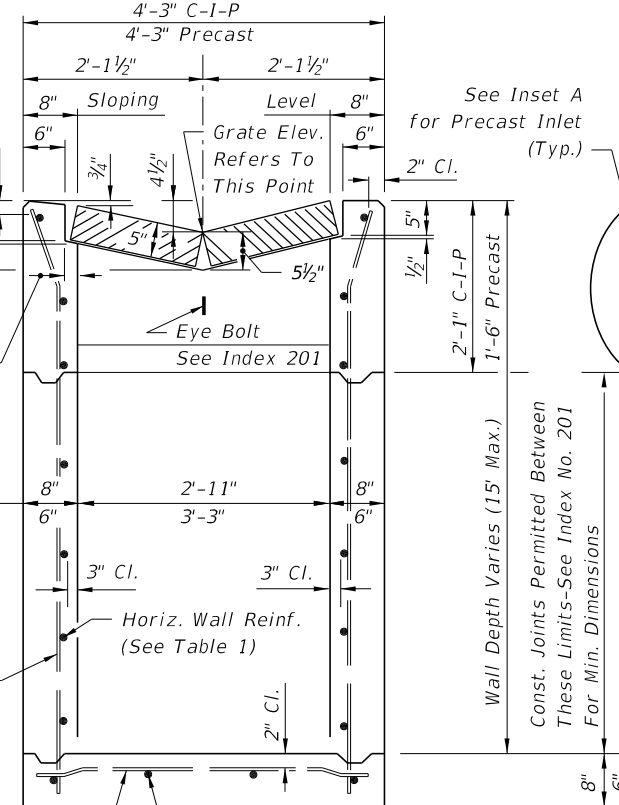 4'-3" C-I-P
4'-3" Precast
2'-1½"
2'-1½"
8"
Sloping
Level
8"
6"
6"
See Inset A
for Precast Inlet
(Typ.)
Grate Elev.
Refers To
This Point
2" Cl.
¾"
4½"
5"
5½"
5"
½"
2'-1" C-I-P
1'-6" Precast
Eye Bolt
See Index 201
8"
6"
2'-11"
3'-3"
8"
6"
3" Cl.
3" Cl.
Horiz. Wall Reinf.
(See Table 1)
2" Cl.
Wall Depth Varies (15' Max.)
Const. Joints Permitted Between
These Limits-See Index No. 201
For Min. Dimensions
8"
6"